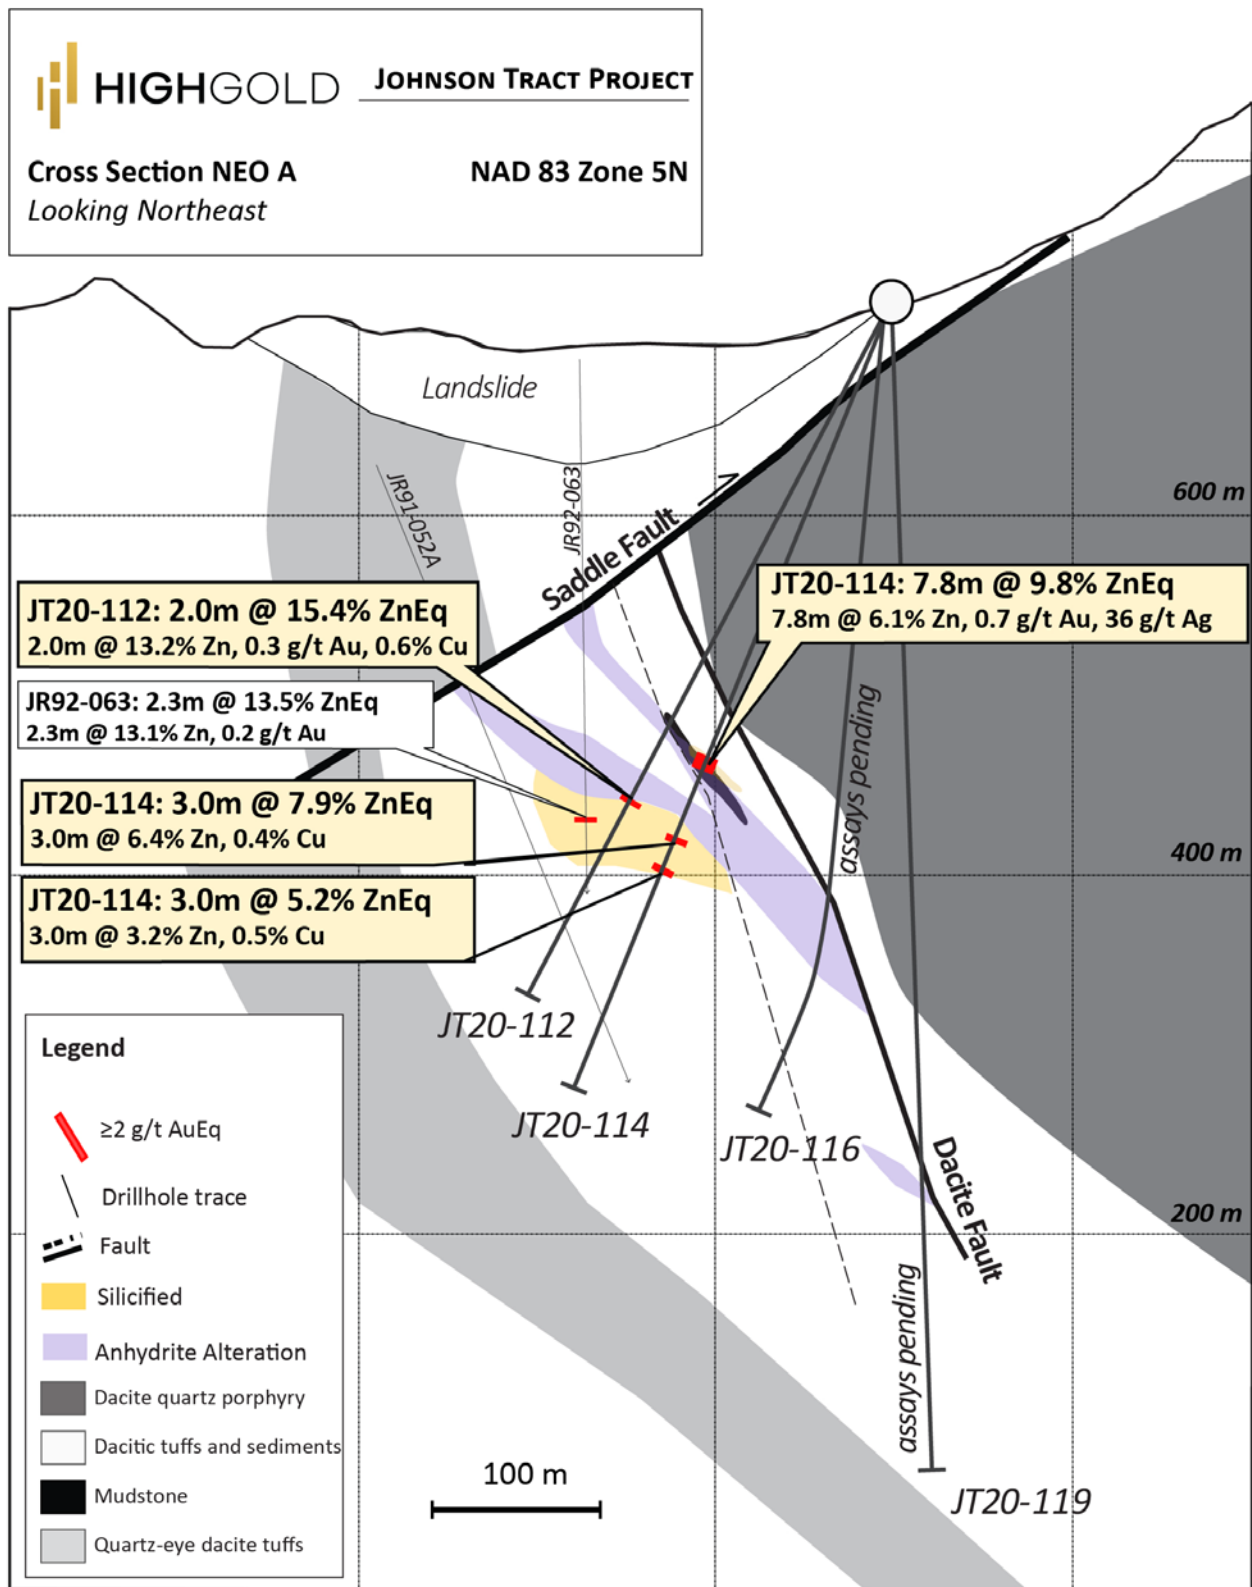 HIGHGOLD
JOHNSON TRACT PROJECT
Cross Section NEO A
NAD 83 Zone 5N
Looking Northeast
Landslide
JR91-052A
JR92-063
Saddle Fault
600 m
JT20-114: 7.8m @ 9.8% ZnEq
7.8m @ 6.1% Zn, 0.7 g/t Au, 36 g/t Ag
JT20-112: 2.0m @ 15.4% ZnEq
2.0m @ 13.2% Zn, 0.3 g/t Au, 0.6% Cu
JR92-063: 2.3m @ 13.5% ZnEq
2.3m @ 13.1% Zn, 0.2 g/t Au
JT20-114: 3.0m @ 7.9% ZnEq
3.0m @ 6.4% Zn, 0.4% Cu
JT20-114: 3.0m @ 5.2% ZnEq
3.0m @ 3.2% Zn, 0.5% Cu
assays pending
400 m
JT20-112
JT20-114
JT20-116
Dacite Fault
200 m
assays pending
JT20-119
Legend
≥2 g/t AuEq
Drillhole trace
Fault
Silicified
Anhydrite Alteration
Dacite quartz porphyry
Dacitic tuffs and sediments
Mudstone
Quartz-eye dacite tuffs
100 m